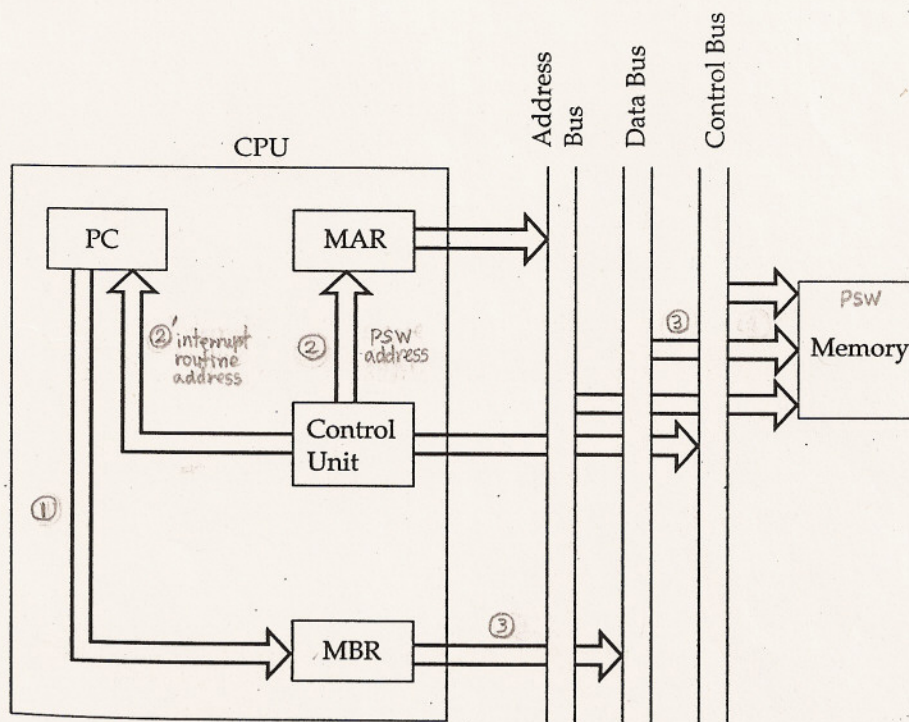 Address
Bus
Data Bus
Control Bus
CPU
PC
MAR
②' interrupt
routine
address
②
PSW
address
③
PSW
Memory
Control
Unit
①
MBR
③